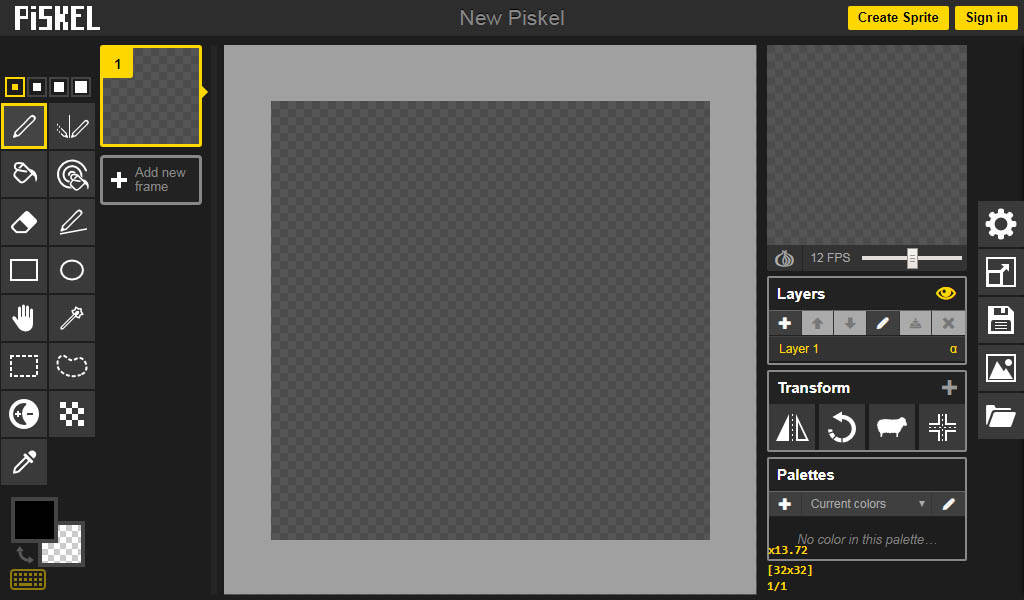 PiSKEL
New Piskel
Create Sprite
Sign in
1
Add new
frame
12 FPS
Layers
Layer 1
α
Transform
Palettes
Current colors
No color in this palette…
x13.72
[32x32]
1/1